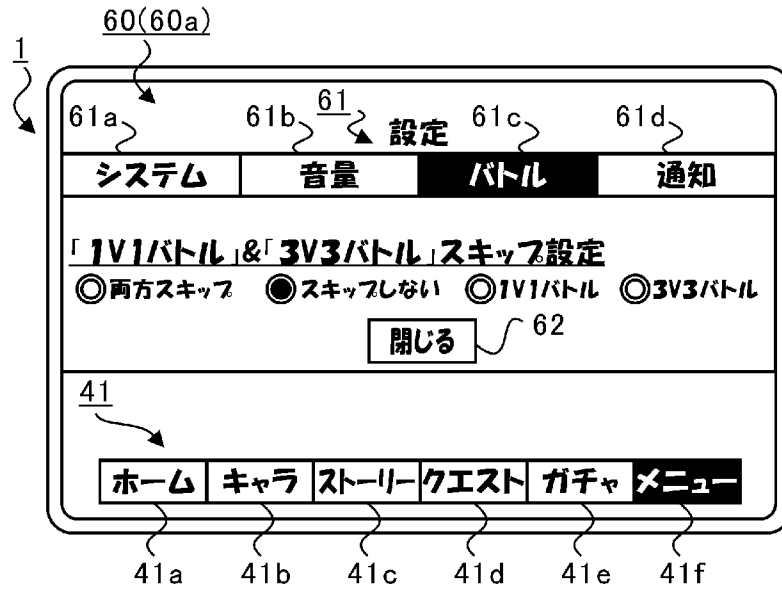 60(60a)
1
61a 61b 61 61c 61d
設定
システム 音量 バトル 通知
「1V1バトル」&「3V3バトル」スキップ設定
両方スキップ スキップしない 1V1バトル 3V3バトル
閉じる 62
41
ホーム キャラ ストーリー クエスト ガチャ メニュー
41a 41b 41c 41d 41e 41f